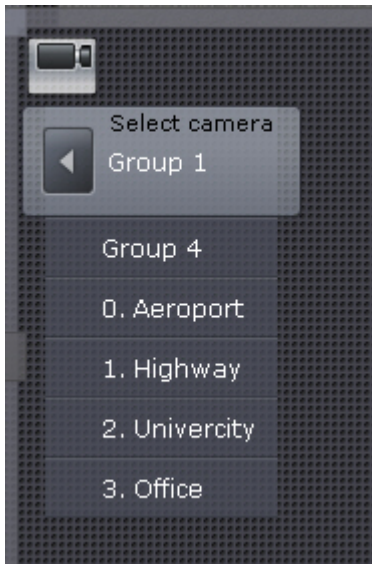 Select camera
Group 1
Group 4
0. Aeroport
1. Highway
2. Univercity
3. Office